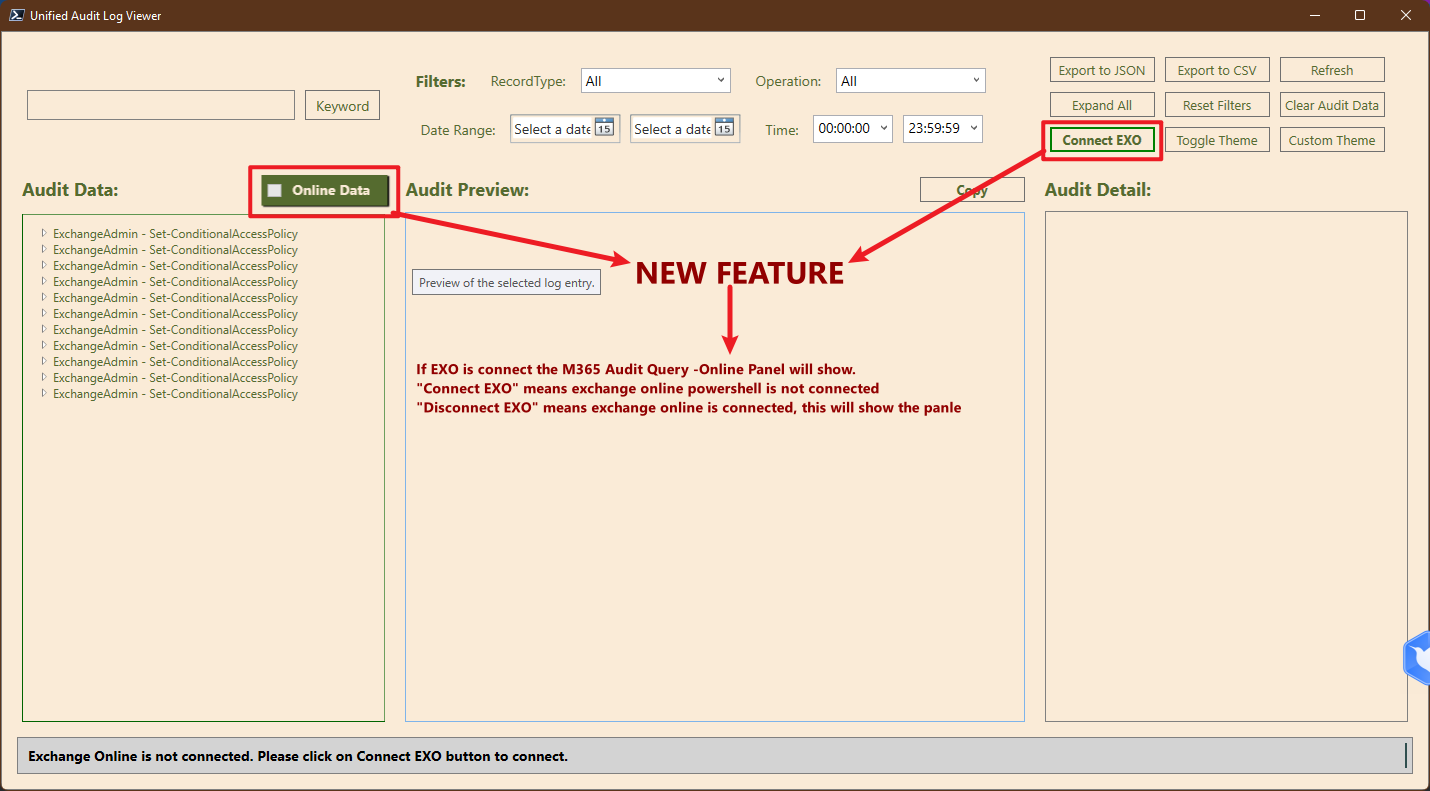 Unified Audit Log Viewer
Filters: RecordType: All Operation: All
Export to JSON Export to CSV Refresh
Keyword
Expand All Reset Filters Clear Audit Data
Date Range: Select a date 15 Select a date 15 Time: 00:00:00 23:59:59
Connect EXO Toggle Theme Custom Theme
Audit Data: Online Data Audit Preview: Copy Audit Detail:
ExchangeAdmin - Set-ConditionalAccessPolicy
ExchangeAdmin - Set-ConditionalAccessPolicy
ExchangeAdmin - Set-ConditionalAccessPolicy
ExchangeAdmin - Set-ConditionalAccessPolicy
ExchangeAdmin - Set-ConditionalAccessPolicy
ExchangeAdmin - Set-ConditionalAccessPolicy
ExchangeAdmin - Set-ConditionalAccessPolicy
ExchangeAdmin - Set-ConditionalAccessPolicy
ExchangeAdmin - Set-ConditionalAccessPolicy
ExchangeAdmin - Set-ConditionalAccessPolicy
ExchangeAdmin - Set-ConditionalAccessPolicy
NEW FEATURE
Preview of the selected log entry.
If EXO is connect the M365 Audit Query -Online Panel will show.
"Connect EXO" means exchange online powershell is not connected
"Disconnect EXO" means exchange online is connected, this will show the panle
Exchange Online is not connected. Please click on Connect EXO button to connect.